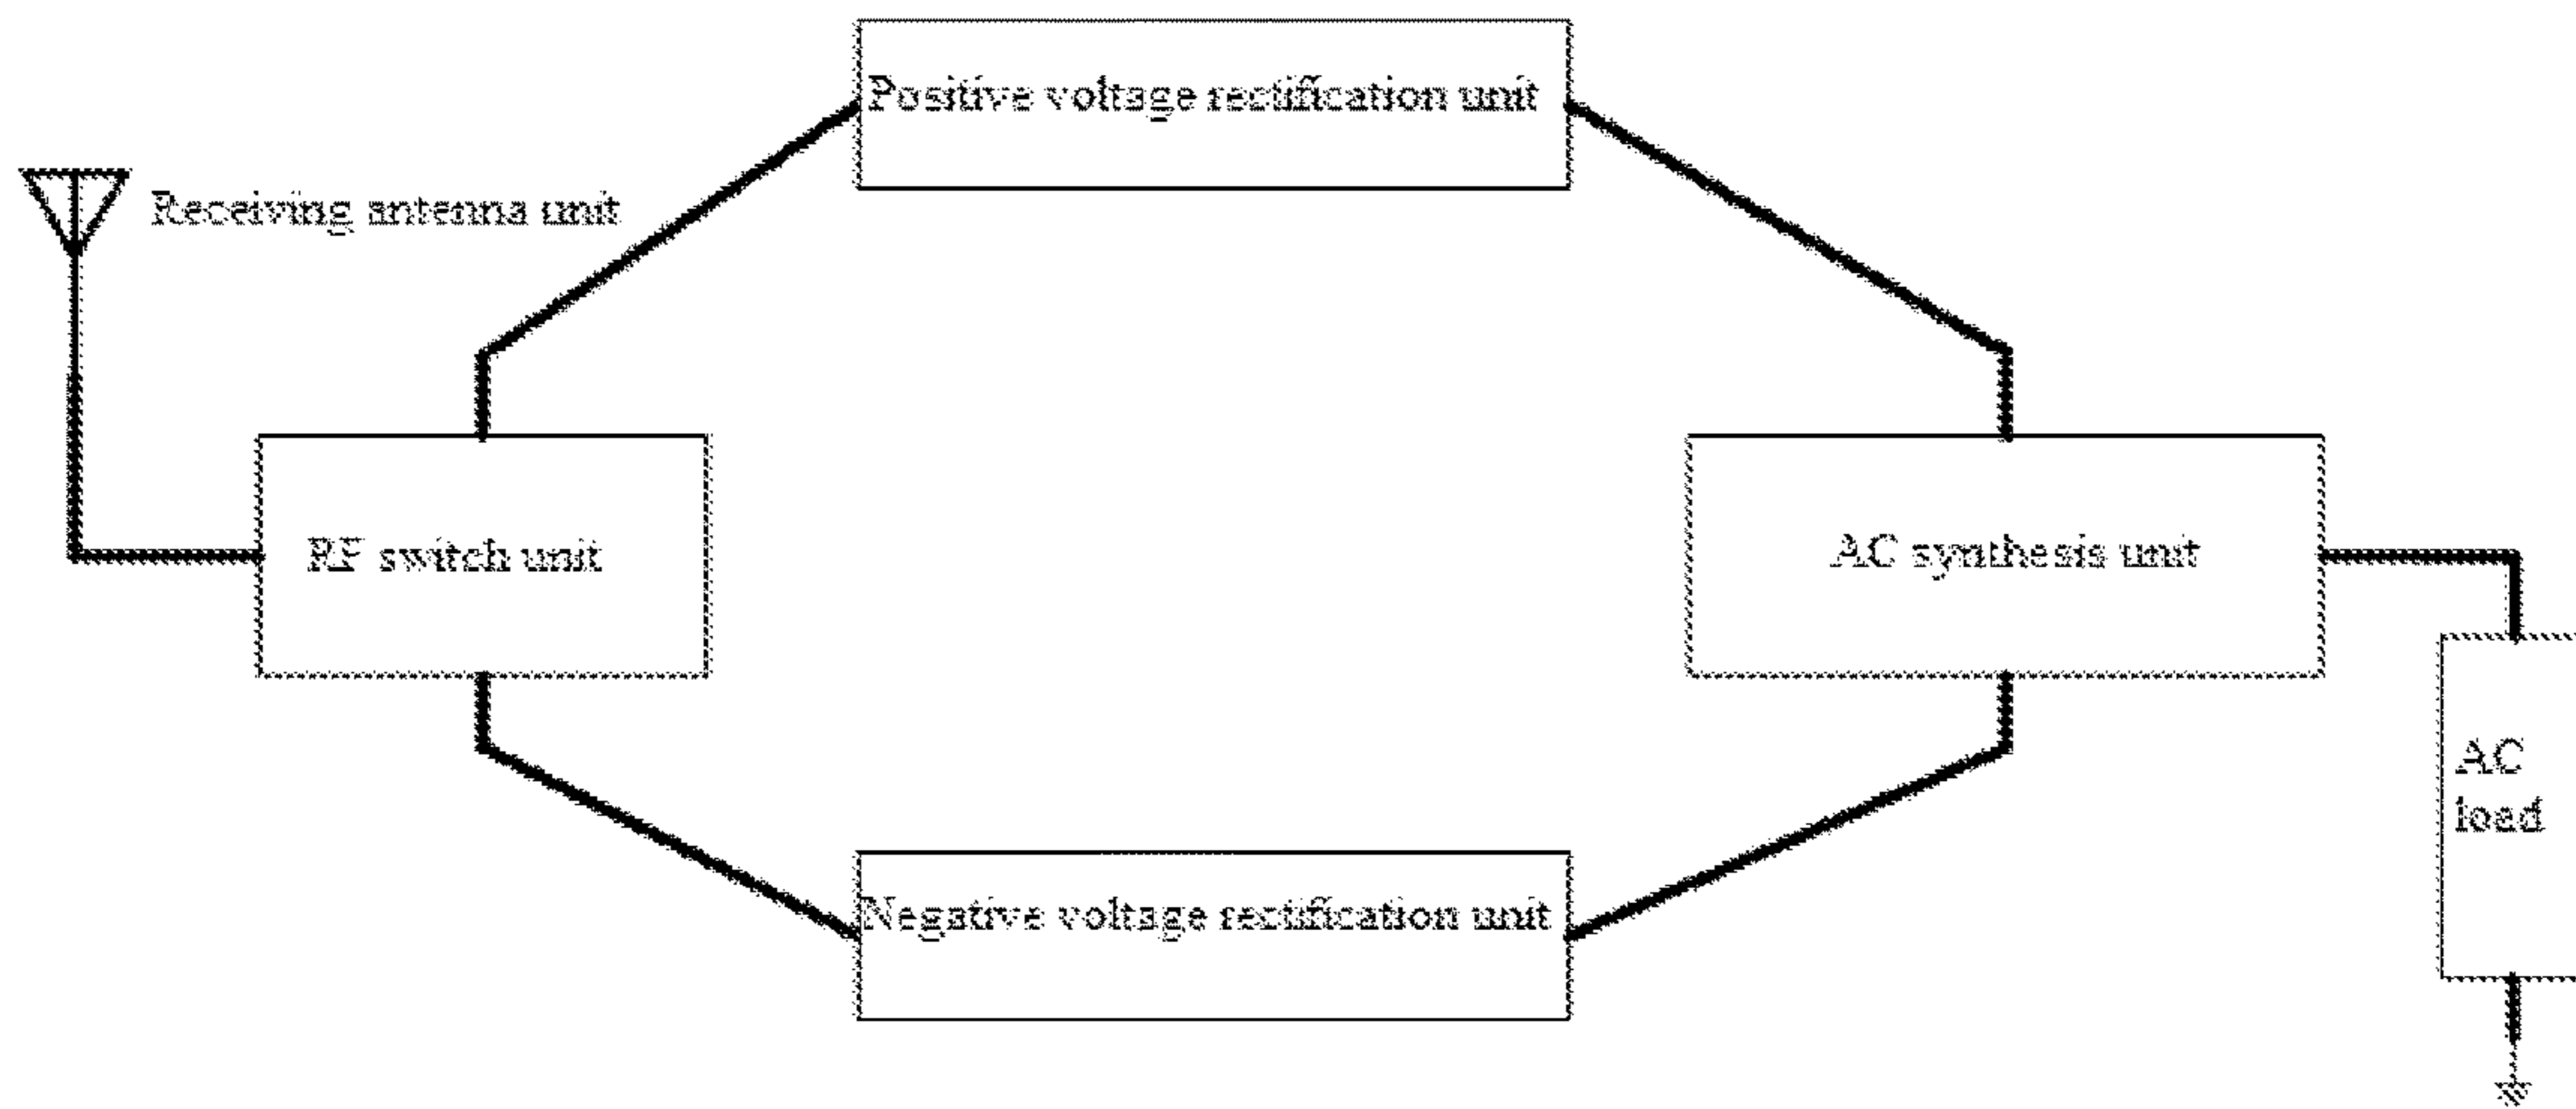 Positive voltage rectification unit
Receiving antenna unit
RF switch unit
AC synthesis unit
AC
load
Negative voltage rectification unit